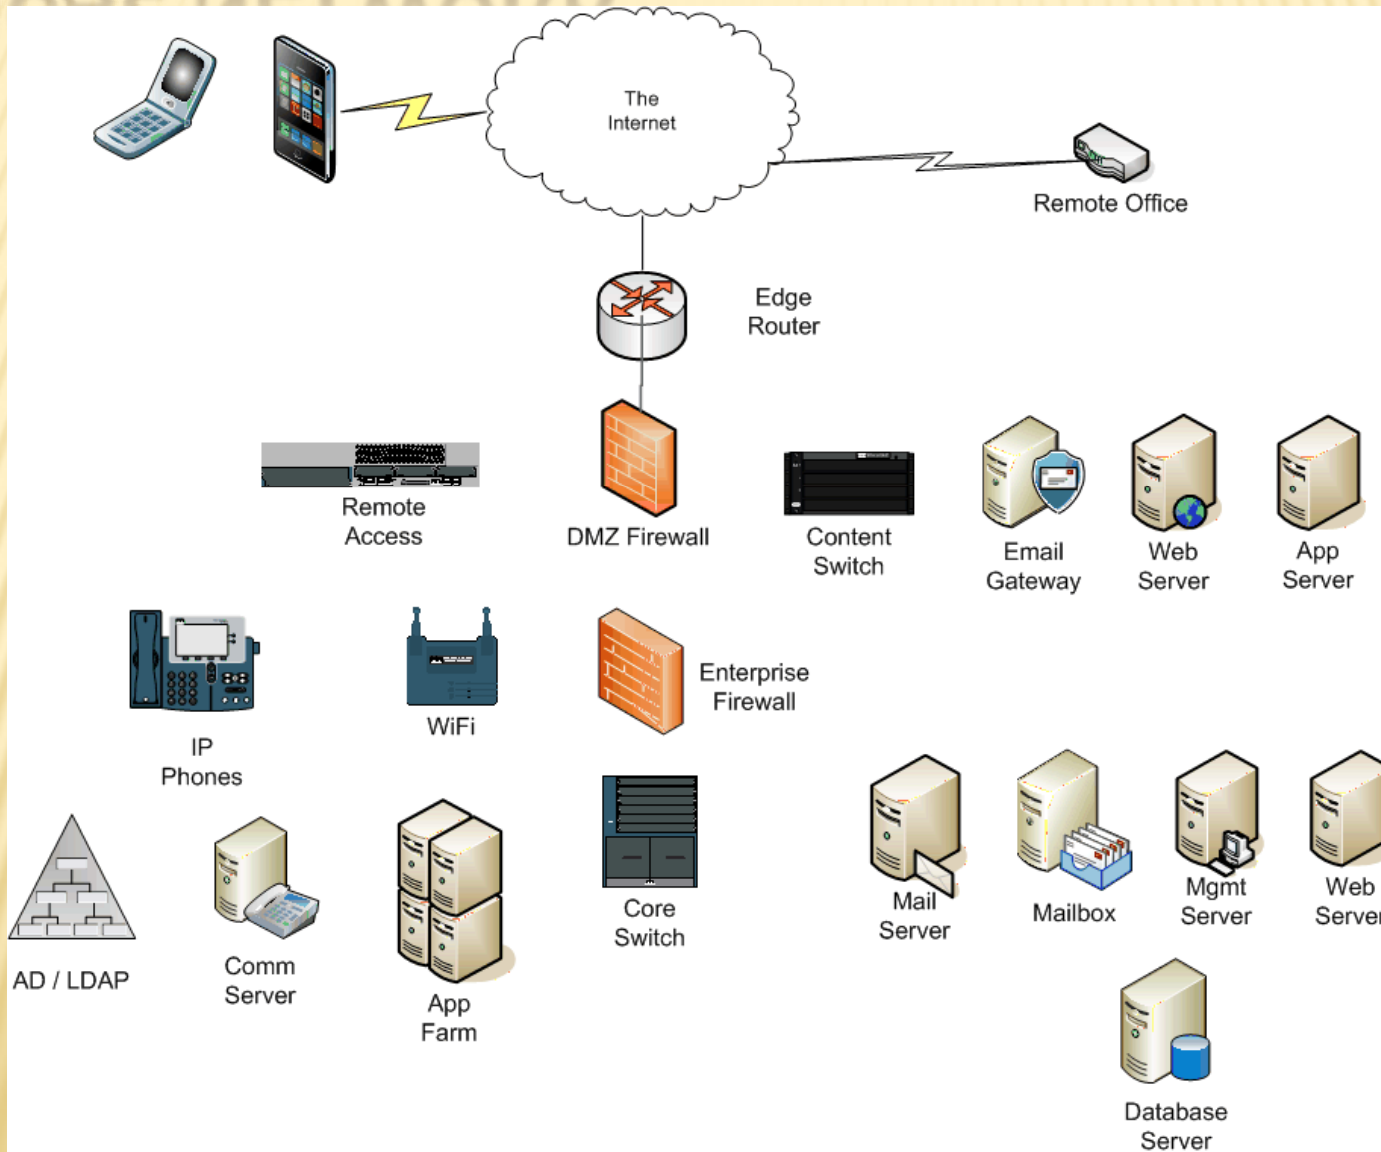 The
Internet
Remote Office
Edge
Router
Remote
Access
DMZ Firewall
Content
Switch
Email
Gateway
Web
Server
App
Server
IP
Phones
WiFi
Enterprise
Firewall
AD / LDAP
Comm
Server
App
Farm
Core
Switch
Mail
Server
Mailbox
Mgmt
Server
Web
Server
Database
Server